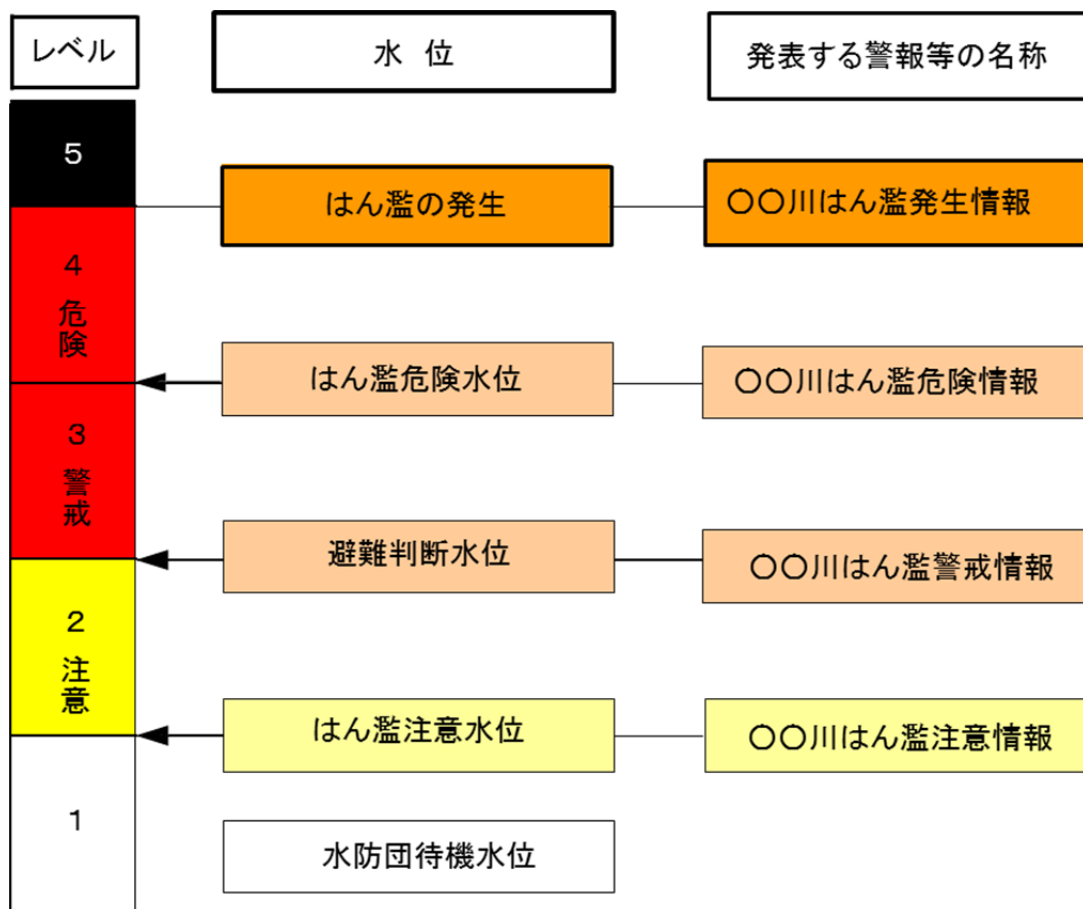 レベル
水 位
発表する警報等の名称
5
はん濫の発生
〇〇川はん濫発生情報
4
危険
はん濫危険水位
〇〇川はん濫危険情報
3
警戒
避難判断水位
〇〇川はん濫警戒情報
2
注意
はん濫注意水位
〇〇川はん濫注意情報
1
水防団待機水位